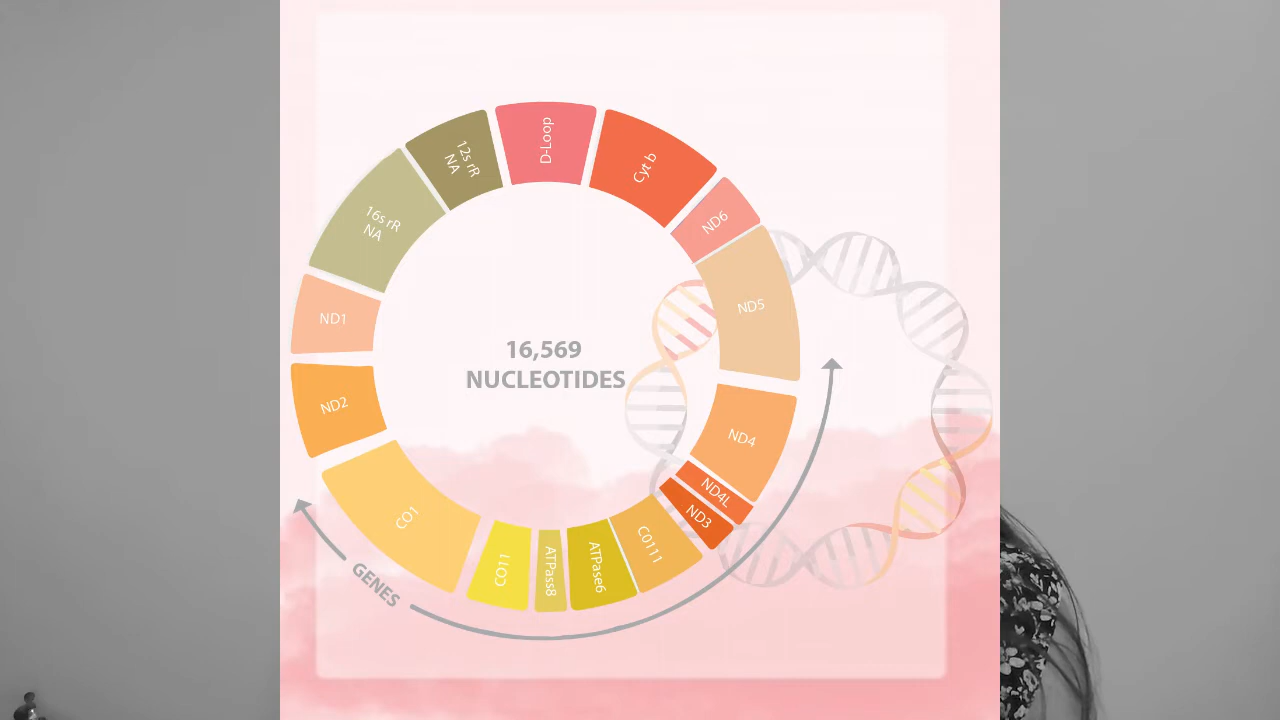 D-Loop
Cyt b
ND6
ND5
ND4
ND4L
ND3
C0111
ATPase6
ATPass8
CO11
CO1
ND2
ND1
16s rR
NA
12s rR
NA
16,569
NUCLEOTIDES
GENES